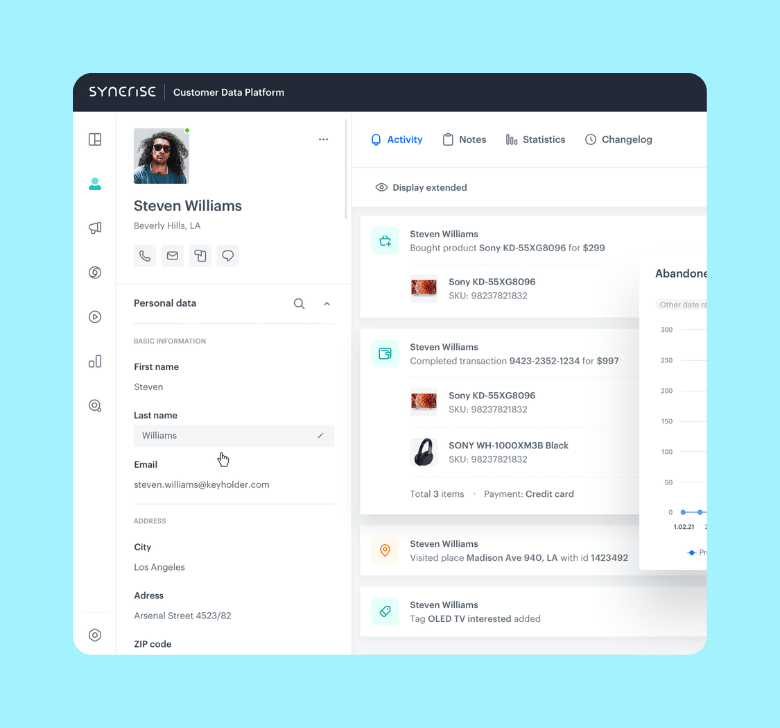 SYNERISE
Customer Data Platform
Steven Williams
Beverly Hills, LA
Personal data
BASIC INFORMATION
First name
Steven
Last name
Williams
Email
steven.williams@keyholder.com
ADDRESS
City
Los Angeles
Adress
Arsenal Street 4523/82
ZIP code
Activity
Notes
Statistics
Changelog
Display extended
Steven Williams
Bought product Sony KD-55XG8096 for $299
Sony KD-55XG8096
SKU: 98237821832
Steven Williams
Completed transaction 9423-2352-1234 for $997
Sony KD-55XG8096
SKU: 98237821832
SONY WH-1000XM3B Black
SKU: 98237821832
Total 3 items • Payment: Credit card
Steven Williams
Visited place Madison Ave 940, LA with id 1423492
Steven Williams
Tag OLED TV interested added
Abandone
Other date ra
300
250
200
150
100
50
0
1.02.21
2
Pr